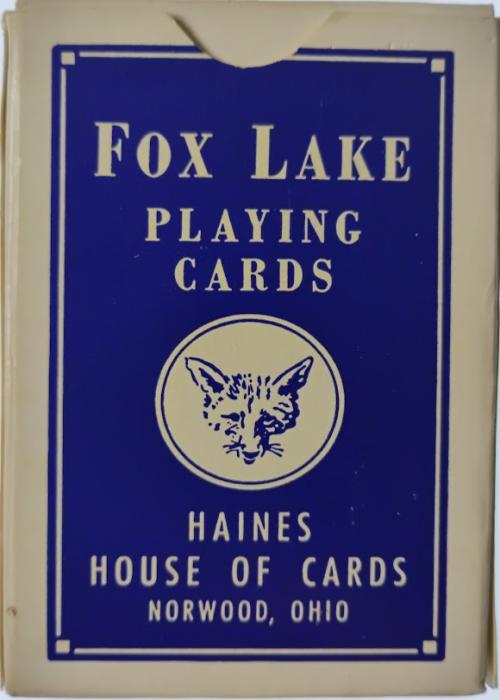 FOX LAKE
PLAYING
CARDS
HAINES
HOUSE OF CARDS
NORWOOD, OHIO